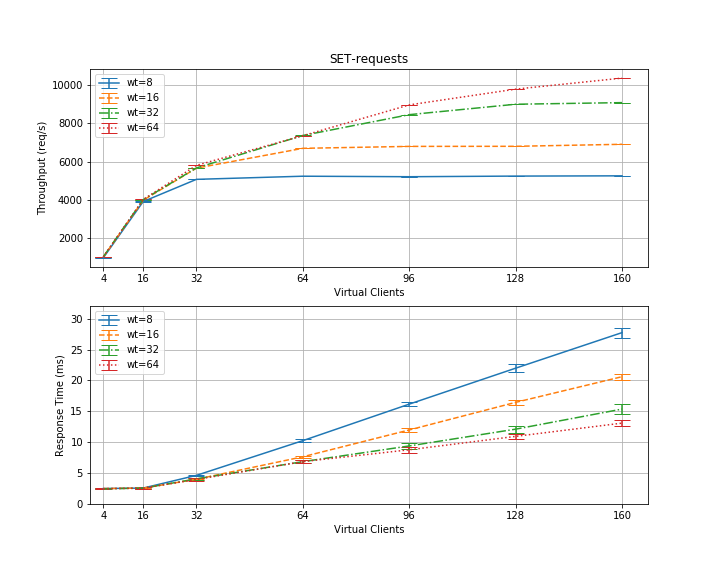 SET-requests
wt=8
wt=16
wt=32
wt=64
10000
8000
6000
4000
2000
Throughput (req/s)
4 16 32 64 96 128 160
Virtual Clients
wt=8
wt=16
wt=32
wt=64
30
25
20
15
10
5
0
Response Time (ms)
4 16 32 64 96 128 160
Virtual Clients